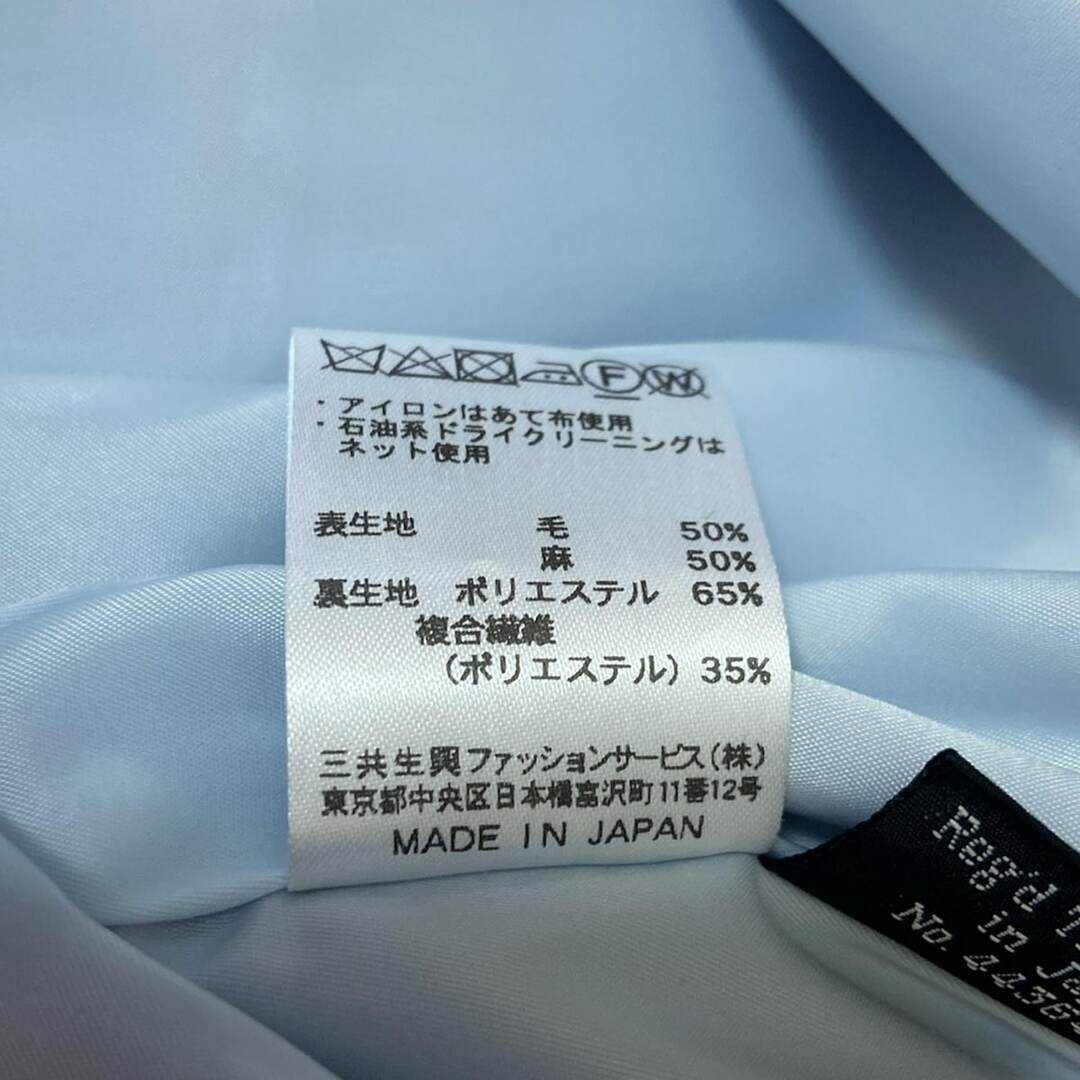 F W
・アイロンはあて布使用
・石油系ドライクリーニングは
ネット使用
表生地 毛 50%
麻 50%
裏生地 ポリエステル 65%
複合繊維
(ポリエステル) 35%
三共生興ファッションサービス(株)
東京都中央区日本橋富沢町11番12号
MADE IN JAPAN
Reg'd
in
No.